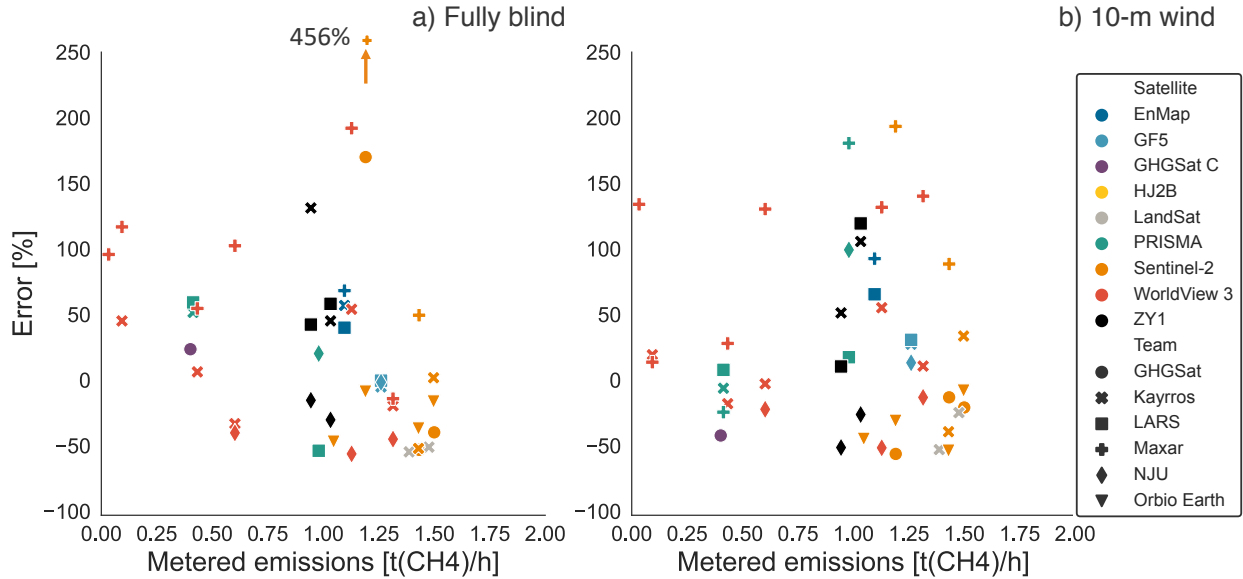 a) Fully blind
456%
250
200
150
100
50
0
−50
−100
Error [%]
0.00 0.25 0.50 0.75 1.00 1.25 1.50 1.75 2.00
Metered emissions [t(CH4)/h]
b) 10-m wind
250
200
150
100
50
0
−50
−100
0.00 0.25 0.50 0.75 1.00 1.25 1.50 1.75 2.00
Metered emissions [t(CH4)/h]
Satellite
EnMap
GF5
GHGSat C
HJ2B
LandSat
PRISMA
Sentinel-2
WorldView 3
ZY1
Team
GHGSat
Kayrros
LARS
Maxar
NJU
Orbio Earth